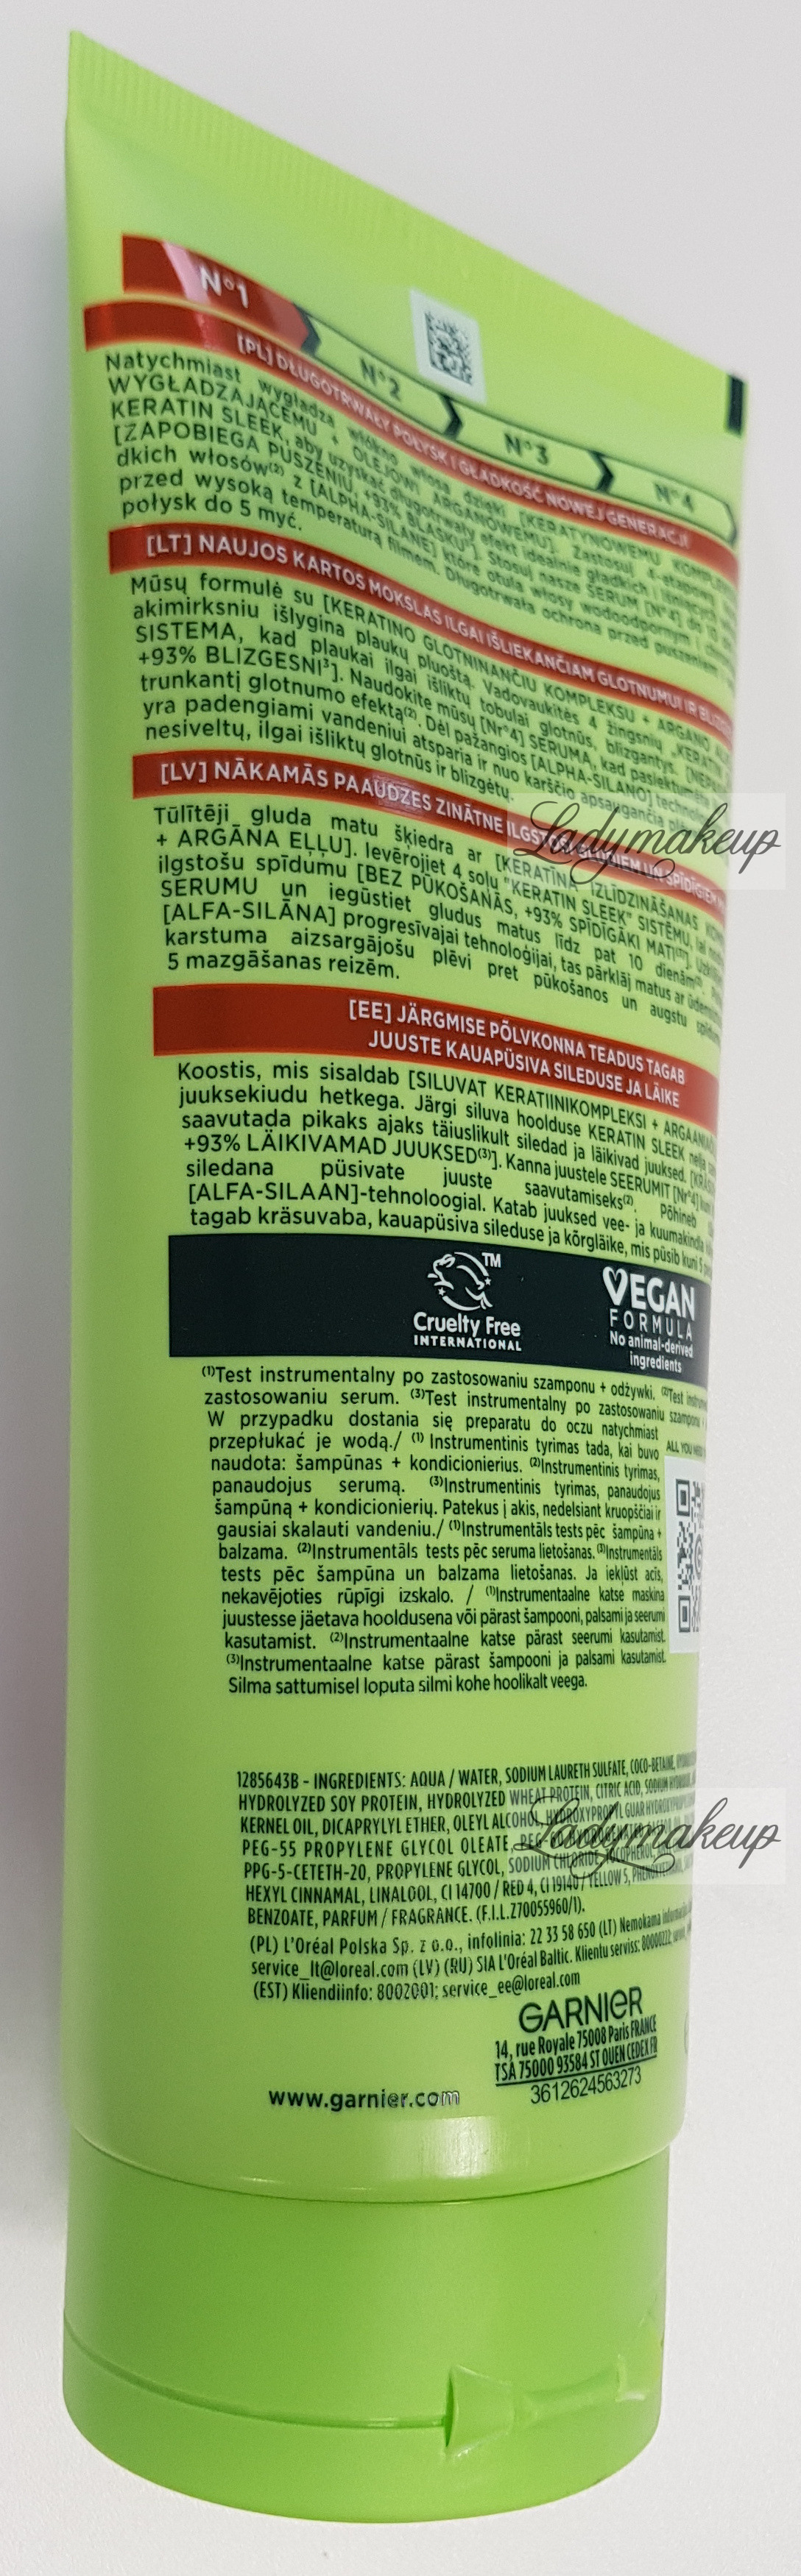 N°1
N°2
N°3
N°4
[PL] DŁUGOTRWAŁY POŁYSK I GŁADKOŚĆ NOWEJ GENERACJI
Natychmiast wygładza włókno włosa dzięki [KERATYNOWEMU
WYGŁADZAJĄCEMU + OLEJOWI ARGANOWEMU]. Zastosuj 4-etapowy
KERATIN SLEEK, aby uzyskać długotrwały efekt idealnie gładkich i
[ZAPOBIEGA PUSZENIU, +93% BLASKU
]. Stosuj nasze SERUM [N°4] do
dkich włosów⁽²⁾ z [ALPHA-SILANE] które otula włosy wodoodpornym i
przed wysoką temperaturą filmem. Długotrwała ochrona przed puszeniem i
połysk do 5 myć.
[LT] NAUJOS KARTOS MOKSLAS ILGAI IŠLIEKANČIAM GLOTNUMUI IR
Mūsų formulė su [KERATINO GLOTNINANČIU KOMPLEKSU + ARGANO
akimirksniu išlygina plaukų pluoštą. Vadovaukitės 4 žingsnių „KERATIN
SISTEMA, kad plaukai ilgai išliktų tobulai glotnūs, blizgantys.
+93% BLIZGESNI³]. Naudokite mūsų [Nr°4] SERUMĄ, kad pasiektumėte
trunkantį glotnumo efektą⁽²⁾. Dėl pažangios [ALPHA-SILANO]
yra padengiami vandeniui atsparia ir nuo karščio apsaugančia
nesiveltų, ilgai išliktų glotnūs ir blizgėtų.
[LV] NĀKAMĀS PAAUDZES ZINĀTNE
Tūlītēji gluda matu šķiedra ar [KERATĪNA IZLĪDZINĀŠANAS
+ ARGĀNA EĻĻU]. Ievērojiet 4 soļu "KERATIN SLEEK" SISTĒMU, lai
ilgstošu spīdumu [BEZ PŪKOŠANĀS, +93% SPĪDĪGĀKI MATI⁽³⁾].
SERUMU un iegūstiet gludus matus līdz pat 10 dienām⁽²⁾.
[ALFA-SILĀNA] progresīvajai tehnoloģijai, tas pārklāj matus ar
karstuma aizsargājošu plēvi pret pūkošanos un augstu
5 mazgāšanas reizēm.
[EE] JÄRGMISE PÕLVKONNA TEADUS TAGAB
JUUSTE KAUAPÜSIVA SILEDUSE JA LÄIKE
Koostis, mis sisaldab [SILUVAT KERATIINIKOMPLEKSI +
juuksekiudu hetkega. Järgi siluva hoolduse KERATIN SLEEK
saavutada pikaks ajaks täiuslikult siledad ja läikivad juuksed.
+93% LÄIKIVAMAD JUUKSED⁽³⁾]. Kanna juustele SEERUMIT [Nr°4]
siledana püsivate juuste saavutamiseks⁽²⁾. Põhineb
[ALFA-SILAAN]-tehnoloogial. Katab juuksed vee- ja kuumakindla
tagab kräsuvaba, kauapüsiva sileduse ja kõrgläike, mis püsib kuni 5
TM
Cruelty Free
INTERNATIONAL
VEGAN
FORMULA
No animal-derived
ingredients
⁽¹⁾Test instrumentalny po zastosowaniu szamponu + odżywki. ⁽²⁾Test
zastosowaniu serum. ⁽³⁾Test instrumentalny po zastosowaniu szamponu +
W przypadku dostania się preparatu do oczu natychmiast
przepłukać je wodą./ ⁽¹⁾ Instrumentinis tyrimas tada, kai buvo
ALL YOU
naudota: šampūnas + kondicionierius. ⁽²⁾Instrumentinis tyrimas,
panaudojus serumą. ⁽³⁾Instrumentinis tyrimas, panaudojus
šampūną + kondicionierių. Patekus į akis, nedelsiant kruopščiai ir
gausiai skalauti vandeniu./ ⁽¹⁾Instrumentāls tests pēc šampūna +
balzama. ⁽²⁾Instrumentāls tests pēc seruma lietošanas. ⁽³⁾Instrumentāls
tests pēc šampūna un balzama lietošanas. Ja iekļūst acīs,
nekavējoties rūpīgi izskalo. / ⁽¹⁾Instrumentaalne katse maskina
juustesse jäetava hooldusena või pärast šampooni, palsami ja seerumi
kasutamist. ⁽²⁾Instrumentaalne katse pärast seerumi kasutamist.
⁽³⁾Instrumentaalne katse pärast šampooni ja palsami kasutamist.
Silma sattumisel loputa silmi kohe hoolikalt veega.
1285643B - INGREDIENTS: AQUA / WATER, SODIUM LAURETH SULFATE, COCO-BETAINE,
HYDROLYZED SOY PROTEIN, HYDROLYZED WHEAT PROTEIN, CITRIC ACID, SODIUM
KERNEL OIL, DICAPRYLYL ETHER, OLEYL ALCOHOL, HYDROXYPROPYL GUAR
PEG-55 PROPYLENE GLYCOL OLEATE,
PPG-5-CETETH-20, PROPYLENE GLYCOL, SODIUM CHLORIDE, TOCOPHEROL,
HEXYL CINNAMAL, LINALOOL, CI 14700 / RED 4, CI 19140 / YELLOW 5,
BENZOATE, PARFUM / FRAGRANCE. (F.I.L.Z70055960/1).
(PL) L'Oréal Polska Sp. z o.o., infolinia: 22 33 58 650 (LT) Nemokama
service_lt@loreal.com (LV) (RU) SIA L'Oréal Baltic. Klientu serviss:
(EST) Kliendiinfo: 8002001; service_ee@loreal.com
GARNIER
14, rue Royale 75008 Paris FRANCE
TSA 75000 93584 ST OUEN CEDEX FR
3612624563273
www.garnier.com
Ladymakeup
Ladymakeup